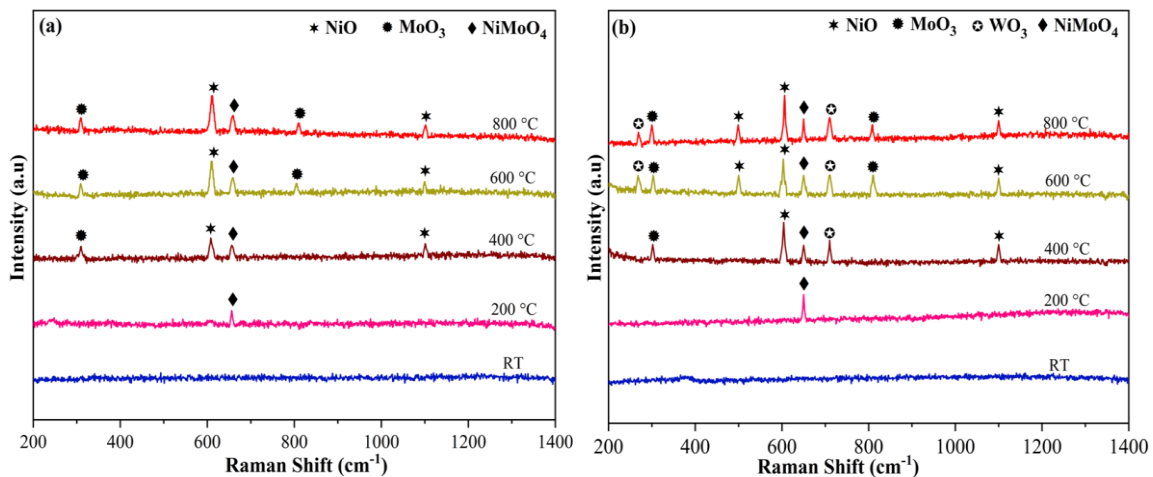 (a)
✶ NiO ✹ MoO₃ ♦ NiMoO₄
800 °C
600 °C
400 °C
200 °C
RT
Intensity (a.u)
200 400 600 800 1000 1200 1400
Raman Shift (cm⁻¹)
(b)
✶ NiO ✹ MoO₃ ✪ WO₃ ♦ NiMoO₄
800 °C
600 °C
400 °C
200 °C
RT
Intensity (a.u)
200 400 600 800 1000 1200 1400
Raman Shift (cm⁻¹)